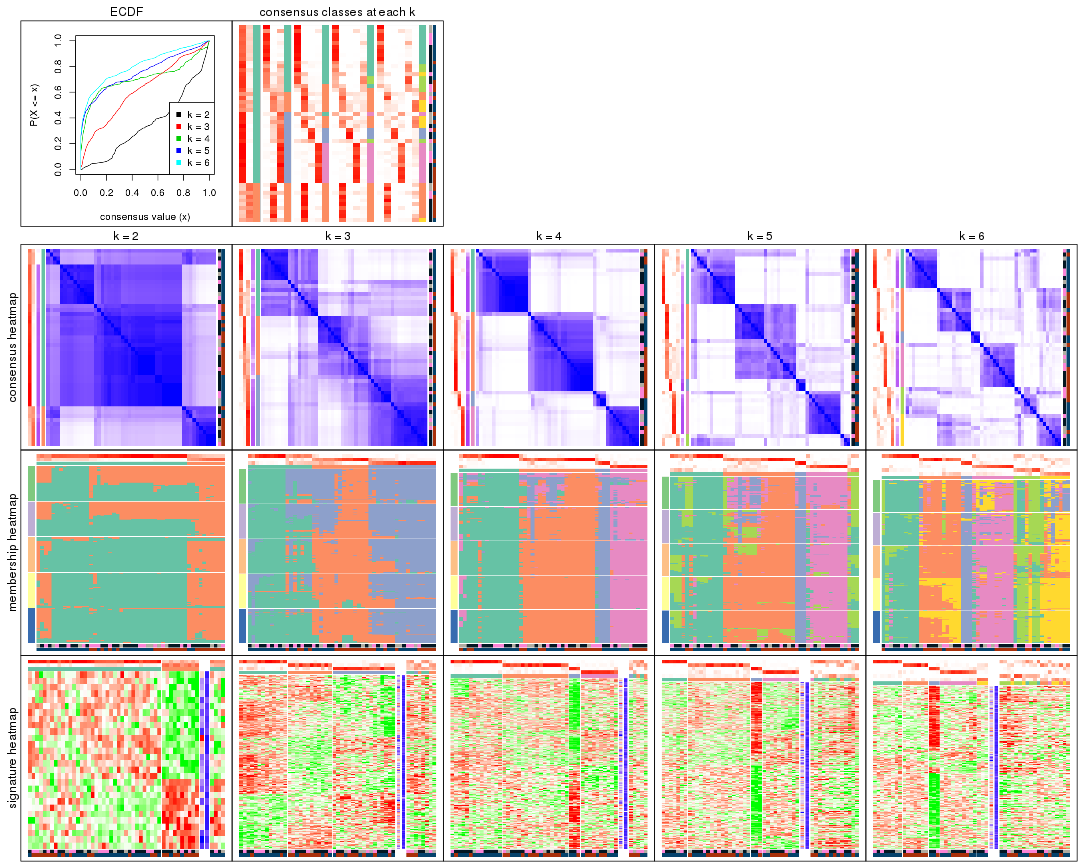 ECDF
consensus classes at each k
P(X <= x)
0.0 0.2 0.4 0.6 0.8 1.0
k = 2
k = 3
k = 4
k = 5
k = 6
0.0 0.2 0.4 0.6 0.8 1.0
consensus value (x)
k = 2
k = 3
k = 4
k = 5
k = 6
consensus heatmap
membership heatmap
signature heatmap